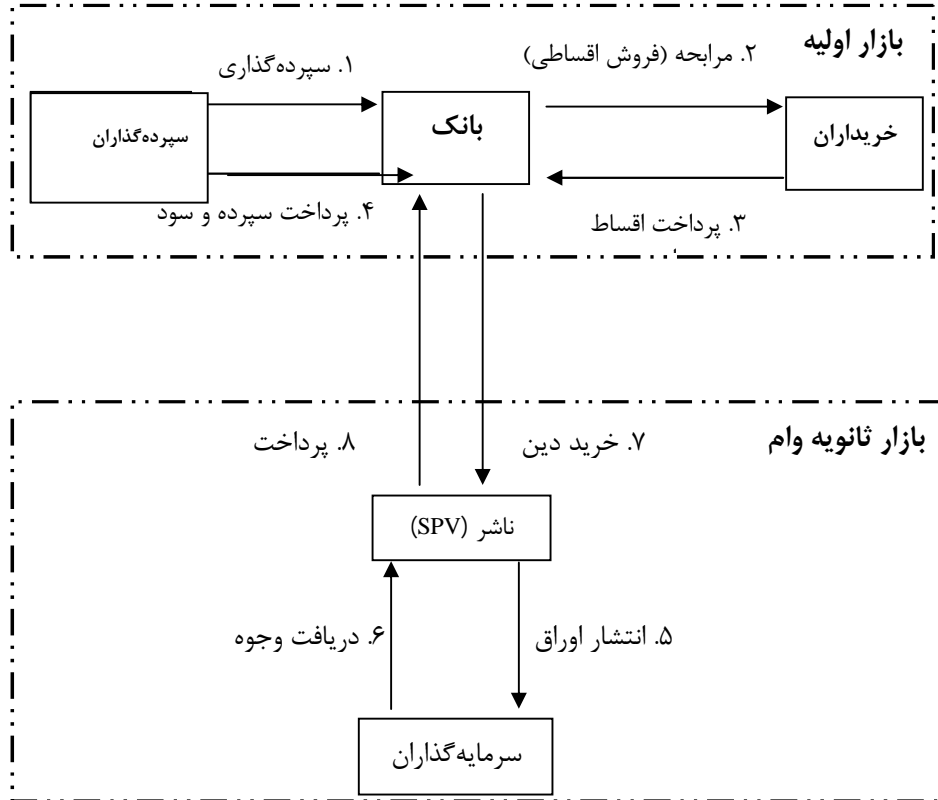 بازار اولیه
۲. مرابحه (فروش اقساطی)
۱. سپرده‌گذاری
خریداران
بانک
سپرده‌گذاران
۳. پرداخت اقساط
۴. پرداخت سپرده و سود
بازار ثانویه وام
۷. خرید دین
۸. پرداخت
ناشر (SPV)
۵. انتشار اوراق
۶. دریافت وجوه
سرمایه‌گذاران